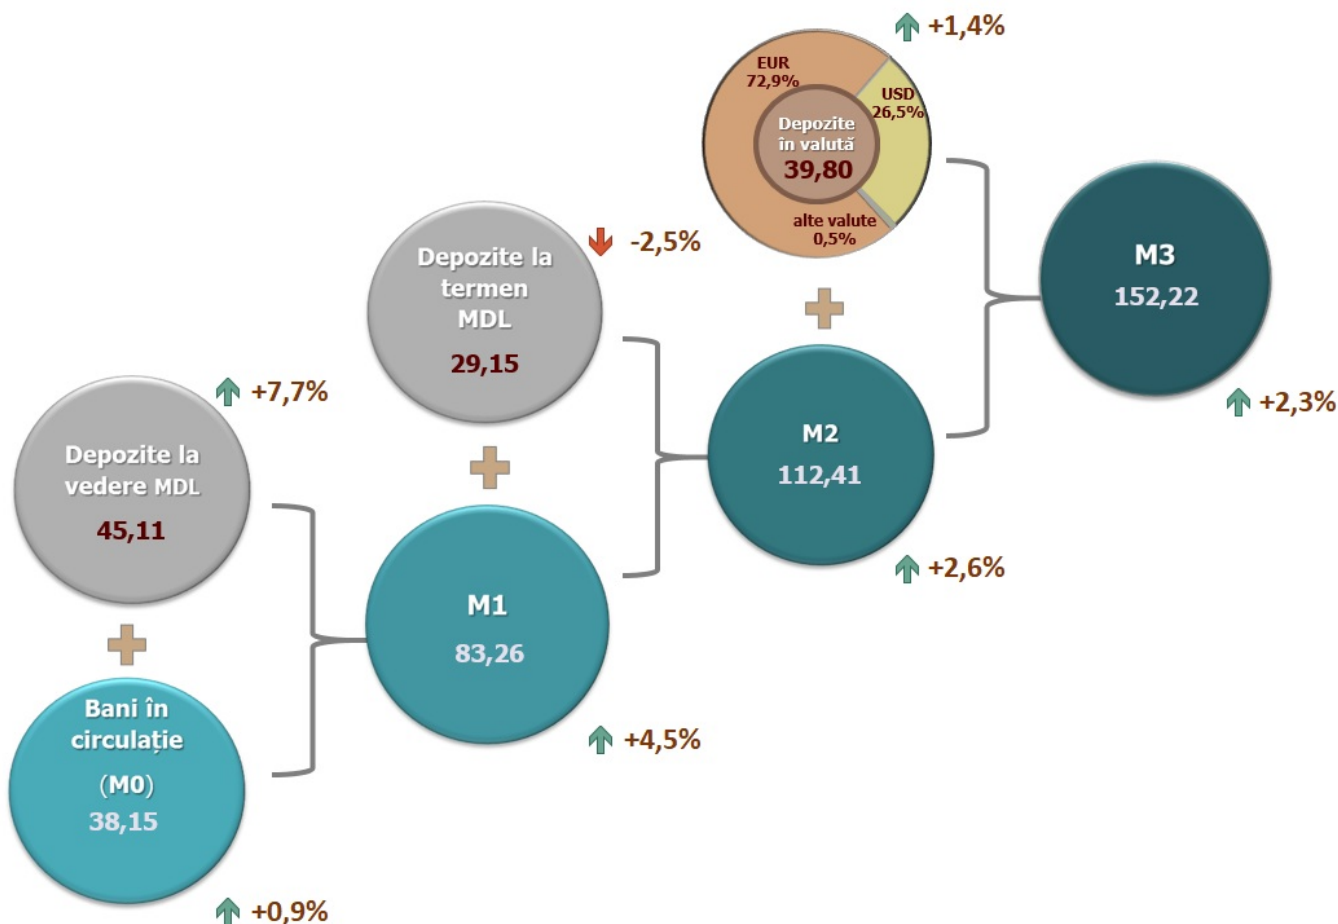 +1,4%
EUR
72,9%
USD
26,5%
Depozite
în valută
39,80
alte valute
0,5%
-2,5%
Depozite la
termen
MDL
29,15
M3
152,22
+2,3%
+7,7%
Depozite la
vedere MDL
45,11
M2
112,41
+2,6%
M1
83,26
+4,5%
Bani în
circulație
(M0)
38,15
+0,9%